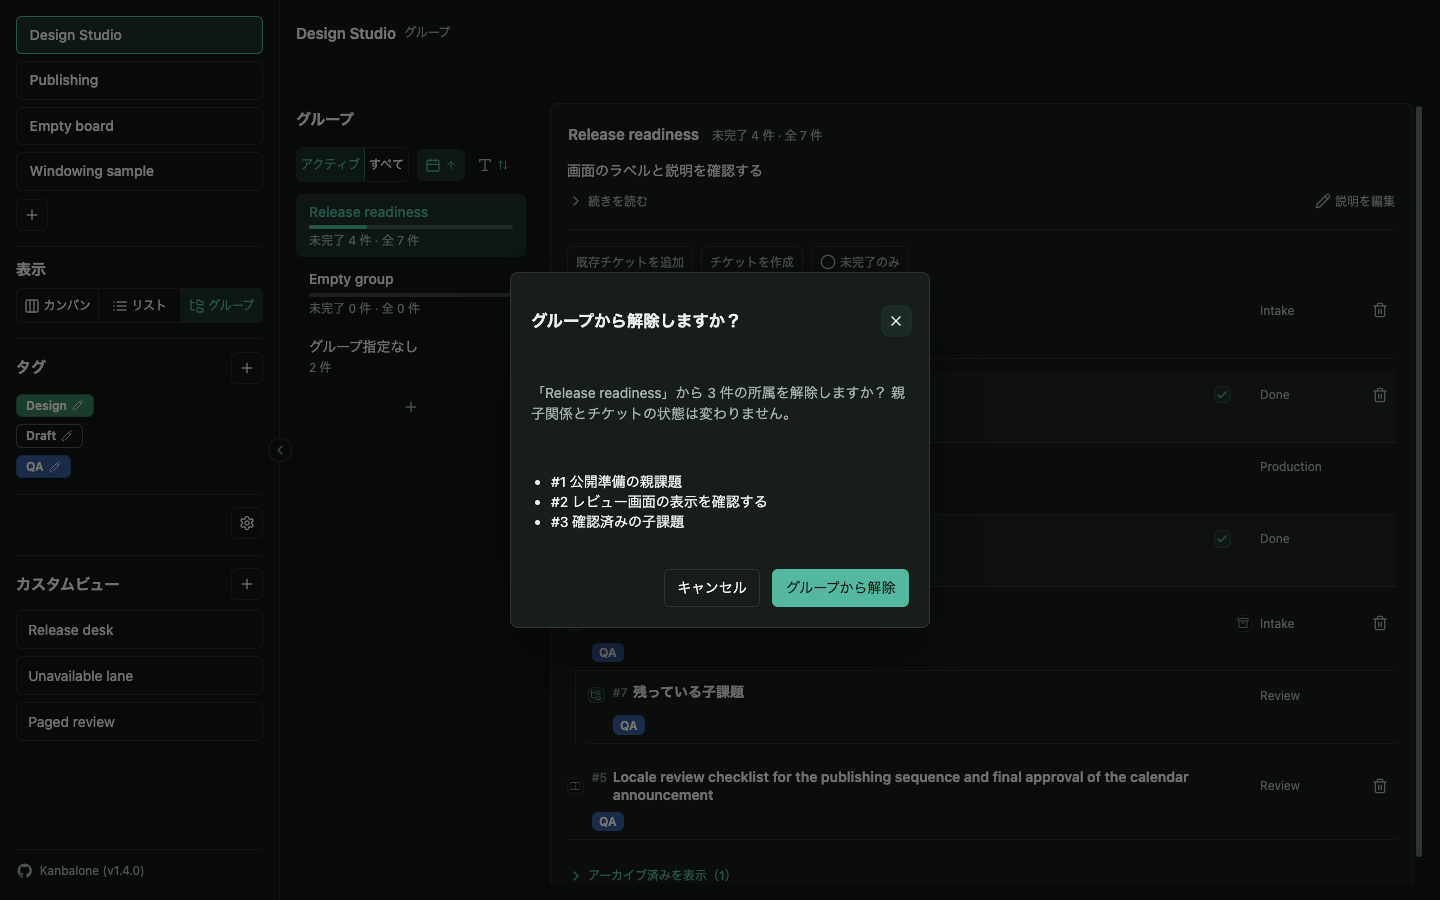 Design Studio
Publishing
Empty board
Windowing sample
表示
カンバン
リスト
グループ
タグ
Design
Draft
QA
カスタムビュー
Release desk
Unavailable lane
Paged review
Kanbalone (v1.4.0)
Design Studio グループ
グループ
アクティブ
すべて
Release readiness
未完了 4 件 · 全 7 件
Empty group
未完了 0 件 · 全 0 件
グループ指定なし
2 件
Release readiness 未完了 4 件 · 全 7 件
画面のラベルと説明を確認する
続きを読む
説明を編集
既存チケットを追加
チケットを作成
未完了のみ
Intake
Done
Production
Done
Intake
QA
#7 残っている子課題
Review
QA
#5 Locale review checklist for the publishing sequence and final approval of the calendar
announcement
Review
QA
アーカイブ済みを表示 (1)
グループから解除しますか？
「Release readiness」から 3 件の所属を解除しますか？ 親
子関係とチケットの状態は変わりません。
#1 公開準備の親課題
#2 レビュー画面の表示を確認する
#3 確認済みの子課題
キャンセル
グループから解除